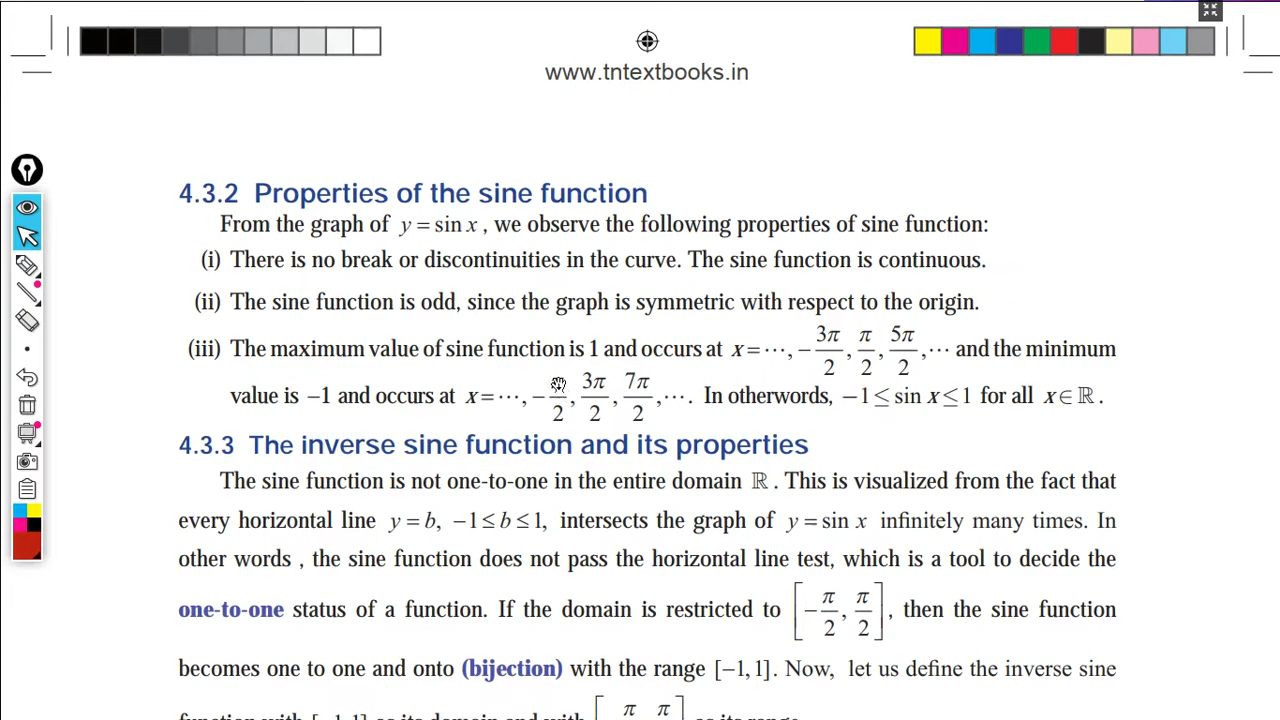 www.tntextbooks.in
4.3.2 Properties of the sine function
From the graph of y = sin x , we observe the following properties of sine function:
(i) There is no break or discontinuities in the curve. The sine function is continuous.
(ii) The sine function is odd, since the graph is symmetric with respect to the origin.
(iii) The maximum value of sine function is 1 and occurs at x = ⋯, −3π/2, π/2, 5π/2, ⋯ and the minimum
value is −1 and occurs at x = ⋯, − /2, 3π/2, 7π/2, ⋯. In otherwords, −1 ≤ sin x ≤ 1 for all x ∈ ℝ .
4.3.3 The inverse sine function and its properties
The sine function is not one-to-one in the entire domain ℝ . This is visualized from the fact that
every horizontal line y = b, −1 ≤ b ≤ 1, intersects the graph of y = sin x infinitely many times. In
other words , the sine function does not pass the horizontal line test, which is a tool to decide the
one-to-one status of a function. If the domain is restricted to [−π/2, π/2], then the sine function
becomes one to one and onto (bijection) with the range [−1, 1]. Now, let us define the inverse sine